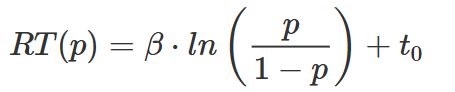 RT(p) = β · ln (p / (1 − p)) + t₀